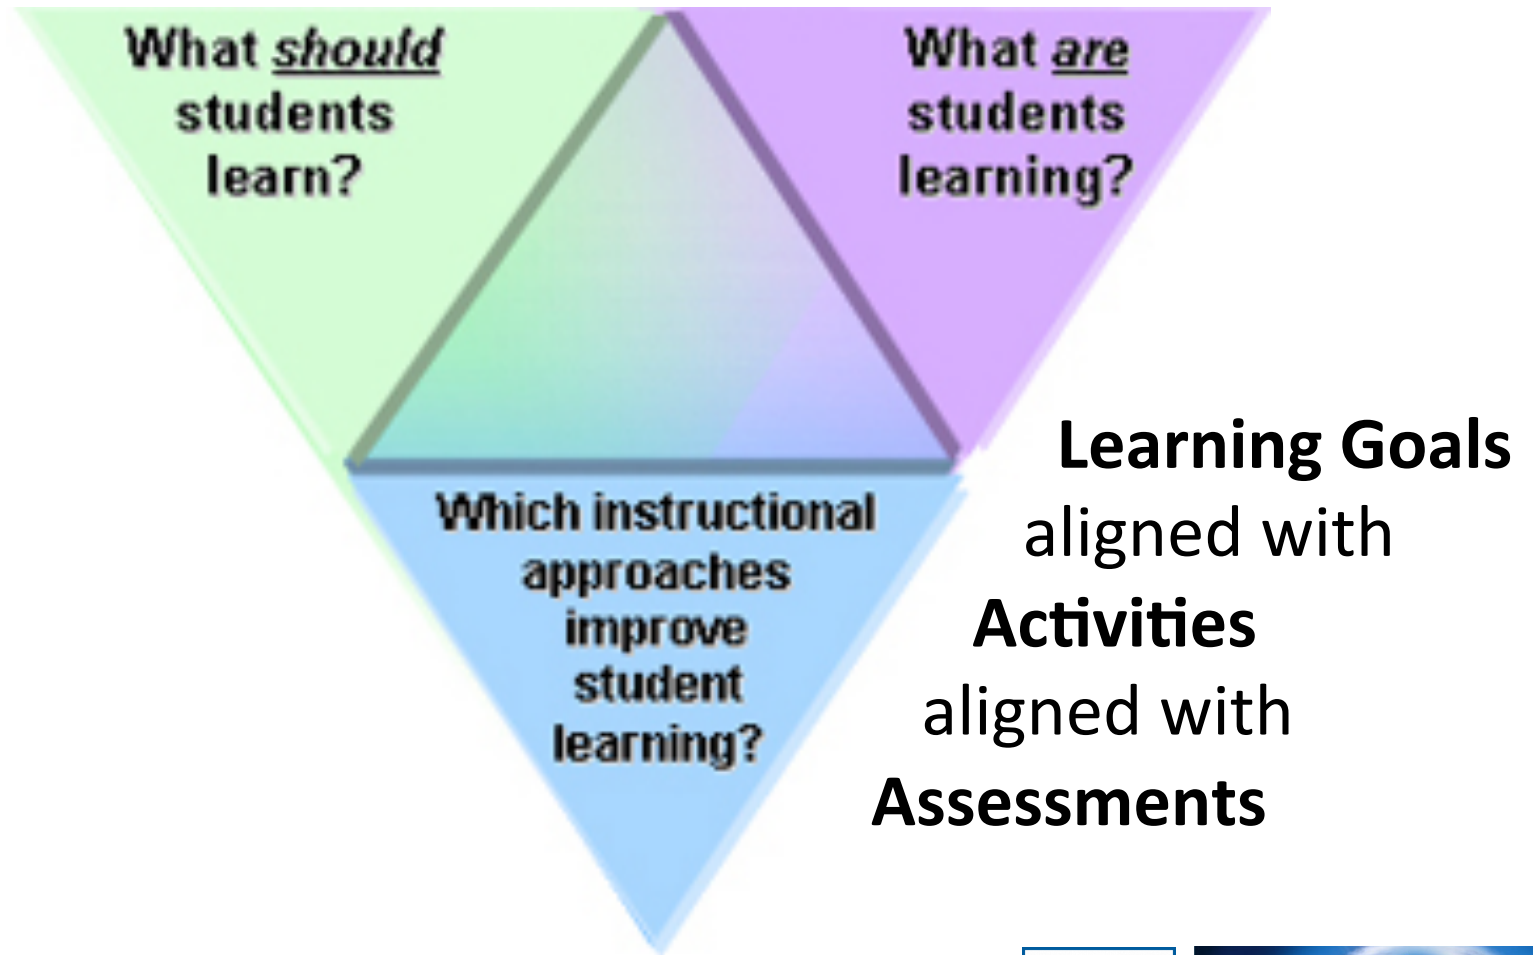 What should
students
learn?
What are
students
learning?
Which instructional
approaches
improve
student
learning?
Learning Goals
aligned with
Activities
aligned with
Assessments